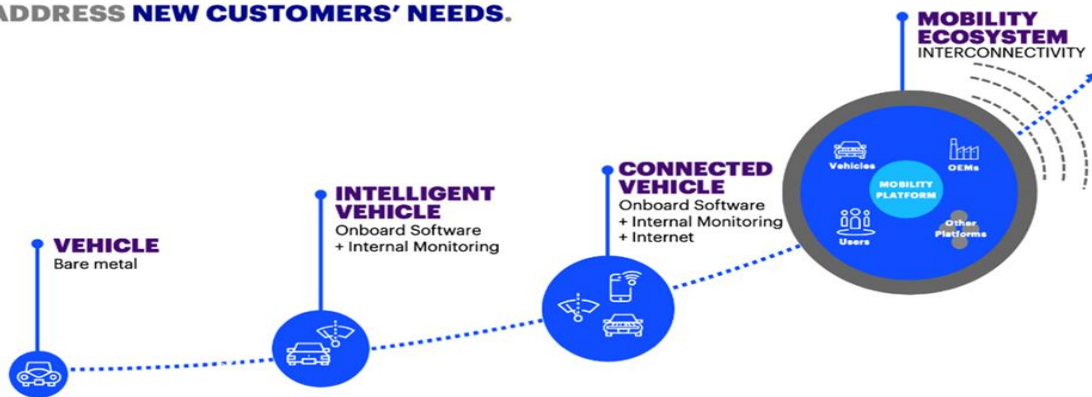 ADDRESS NEW CUSTOMERS' NEEDS.
MOBILITY
ECOSYSTEM
INTERCONNECTIVITY
Vehicles
OEMs
MOBILITY
PLATFORM
Users
Other
Platforms
CONNECTED
VEHICLE
Onboard Software
+ Internal Monitoring
+ Internet
INTELLIGENT
VEHICLE
Onboard Software
+ Internal Monitoring
VEHICLE
Bare metal